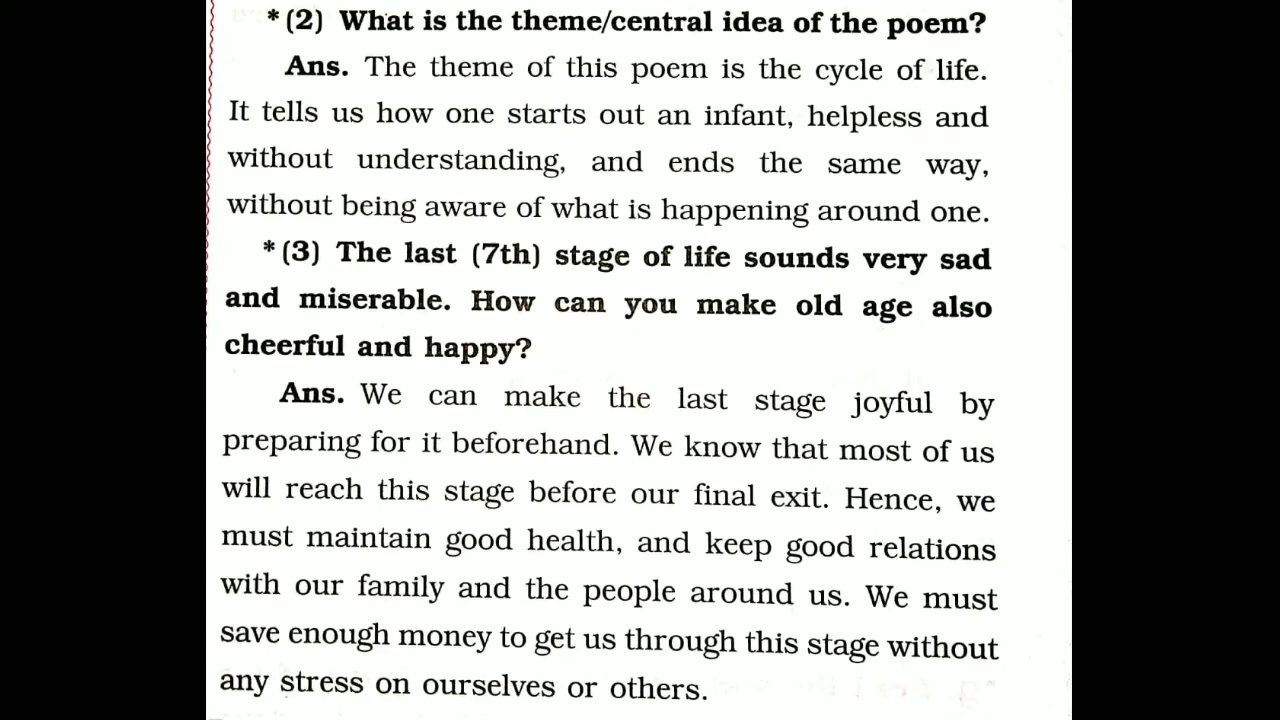 *(2) What is the theme/central idea of the poem?
Ans. The theme of this poem is the cycle of life.
It tells us how one starts out an infant, helpless and
without understanding, and ends the same way,
without being aware of what is happening around one.
*(3) The last (7th) stage of life sounds very sad
and miserable. How can you make old age also
cheerful and happy?
Ans. We can make the last stage joyful by
preparing for it beforehand. We know that most of us
will reach this stage before our final exit. Hence, we
must maintain good health, and keep good relations
with our family and the people around us. We must
save enough money to get us through this stage without
any stress on ourselves or others.